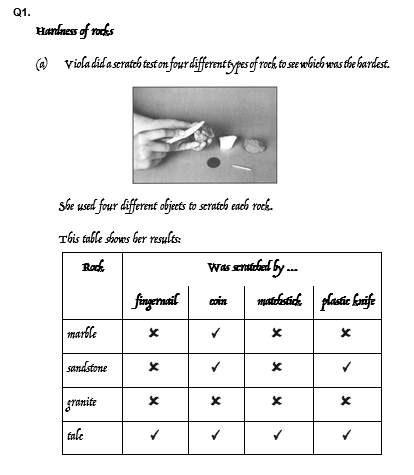 Q1.
Hardness of rocks
(a) Viola did a scratch test on four different types of rock to see which was the hardest.
She used four different objects to scratch each rock.
This table shows her results:
Rock Was scratched by ...
fingernail coin matchstick plastic knife
marble ✗ ✓ ✗ ✗
sandstone ✗ ✓ ✗ ✓
granite ✗ ✗ ✗ ✗
talc ✓ ✓ ✓ ✓